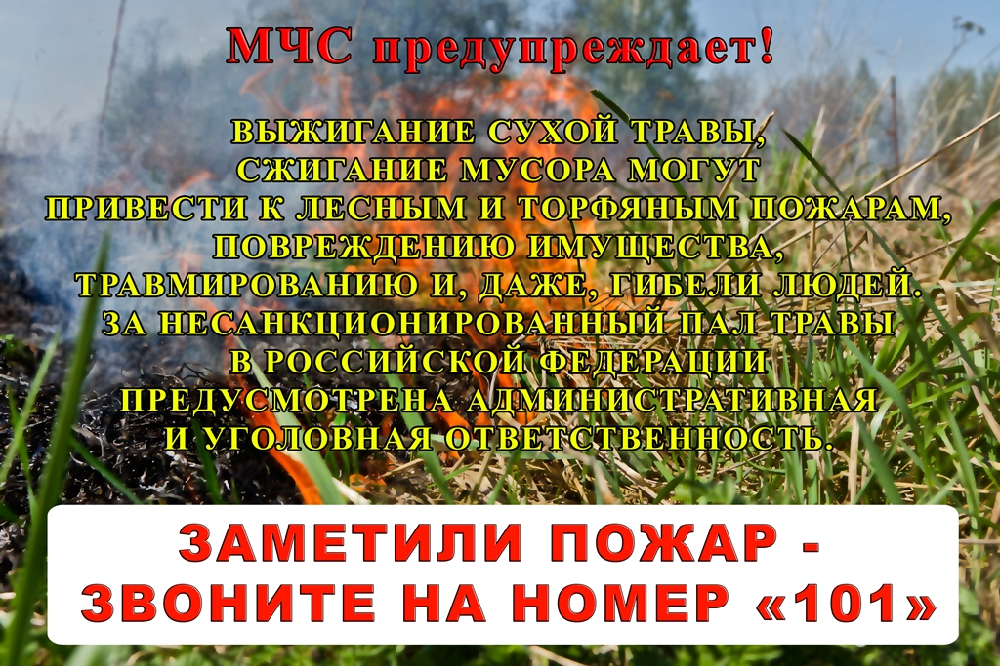 МЧС предупреждает!
ВЫЖИГАНИЕ СУХОЙ ТРАВЫ,
СЖИГАНИЕ МУСОРА МОГУТ
ПРИВЕСТИ К ЛЕСНЫМ И ТОРФЯНЫМ ПОЖАРАМ,
ПОВРЕЖДЕНИЮ ИМУЩЕСТВА,
ТРАВМИРОВАНИЮ И, ДАЖЕ, ГИБЕЛИ ЛЮДЕЙ.
ЗА НЕСАНКЦИОНИРОВАННЫЙ ПАЛ ТРАВЫ
В РОССИЙСКОЙ ФЕДЕРАЦИИ
ПРЕДУСМОТРЕНА АДМИНИСТРАТИВНАЯ
И УГОЛОВНАЯ ОТВЕТСТВЕННОСТЬ.
ЗАМЕТИЛИ ПОЖАР -
ЗВОНИТЕ НА НОМЕР «101»